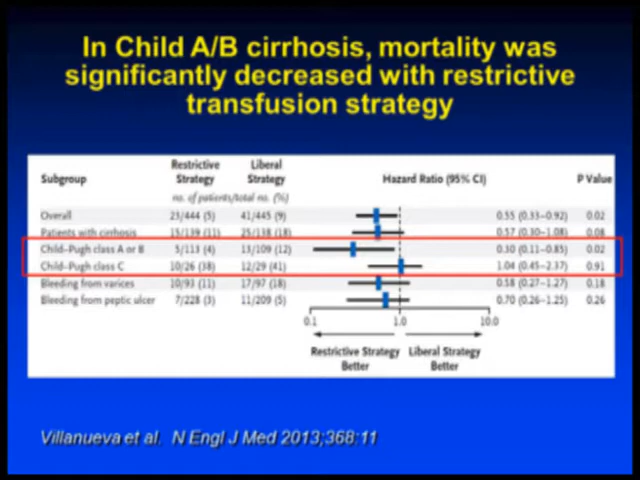 In Child A/B cirrhosis, mortality was
significantly decreased with restrictive
transfusion strategy
Restrictive Liberal
Subgroup Strategy Strategy Hazard Ratio (95% CI) P Value
no. of patients/total no. (%)
Overall 23/444 (5) 41/445 (9) 0.55 (0.33–0.92) 0.02
Patients with cirrhosis 15/139 (11) 25/138 (18) 0.57 (0.30–1.08) 0.08
Child–Pugh class A or B 5/113 (4) 13/109 (12) 0.30 (0.11–0.85) 0.02
Child–Pugh class C 10/26 (38) 12/29 (41) 1.04 (0.45–2.37) 0.91
Bleeding from varices 10/93 (11) 17/97 (18) 0.58 (0.27–1.27) 0.18
Bleeding from peptic ulcer 7/228 (3) 11/209 (5) 0.70 (0.26–1.25) 0.26
0.1 1.0 10.0
Restrictive Strategy Liberal Strategy
Better Better
Villanueva et al. N Engl J Med 2013;368:11